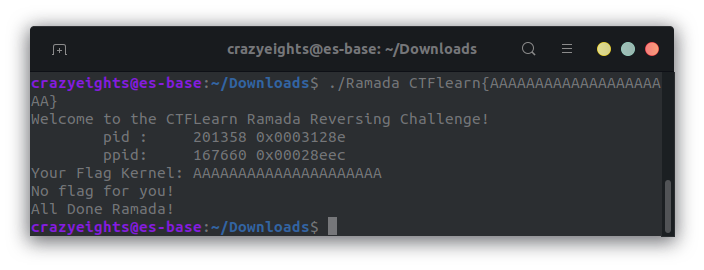 crazyeights@es-base: ~/Downloads
crazyeights@es-base:~/Downloads$ ./Ramada CTFlearn{AAAAAAAAAAAAAAAAAAA
AA}
Welcome to the CTFLearn Ramada Reversing Challenge!
pid :     201358 0x0003128e
ppid:     167660 0x00028eec
Your Flag Kernel: AAAAAAAAAAAAAAAAAAAAA
No flag for you!
All Done Ramada!
crazyeights@es-base:~/Downloads$